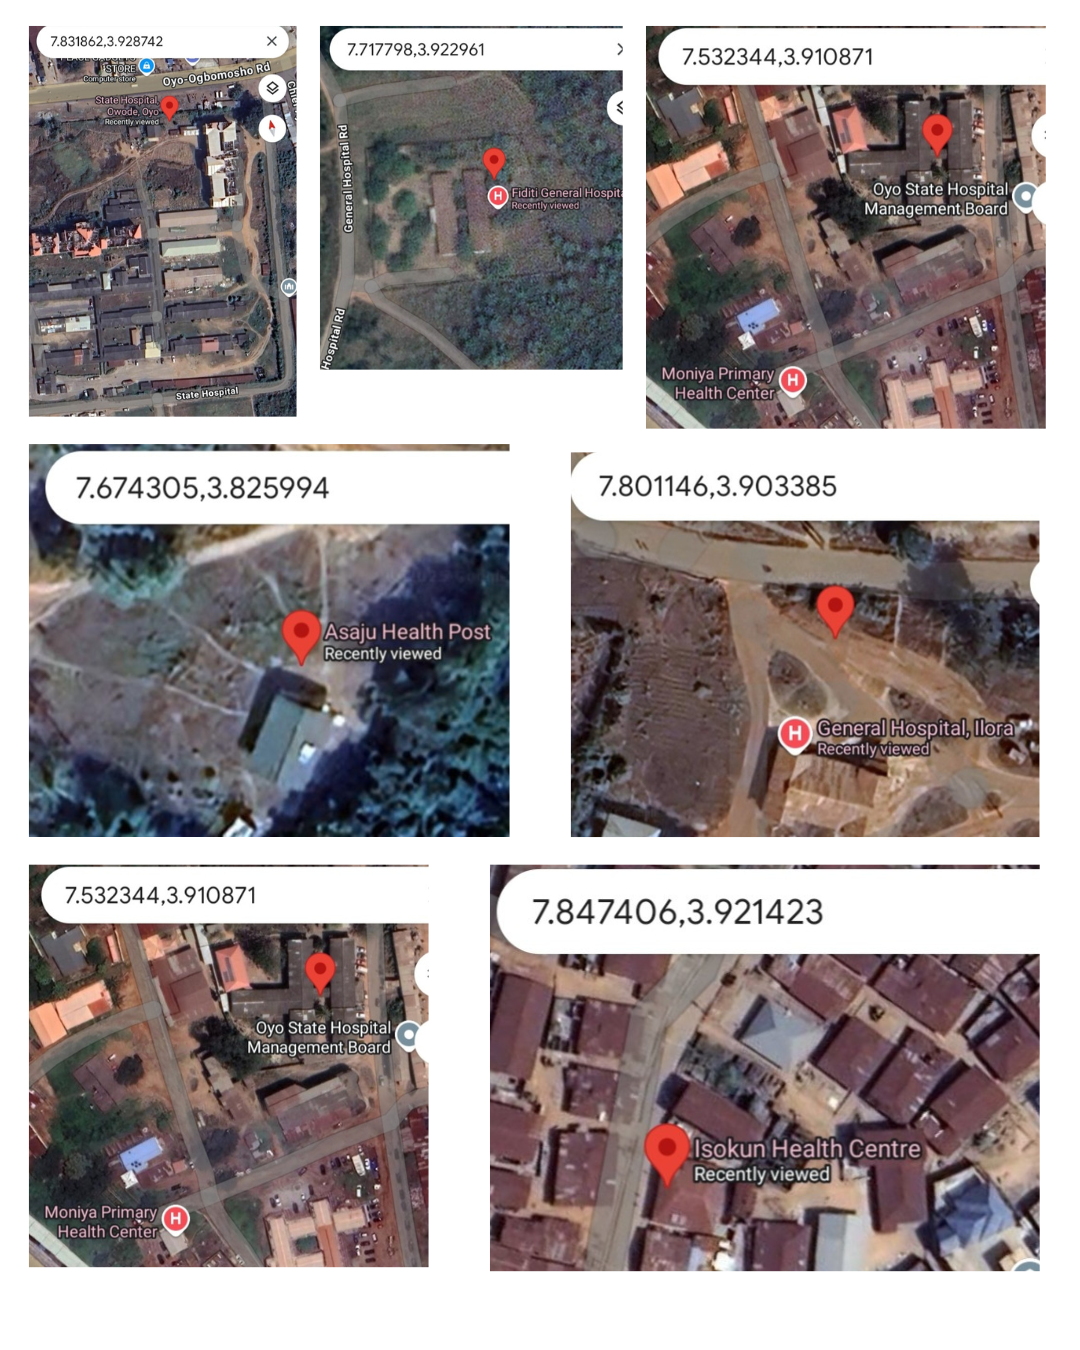 7.831862,3.928742
STORE
Computer store
Oyo-Ogbomosho Rd
State Hospital,
Owode, Oyo
Recently viewed
State Hospital
7.717798,3.922961
General Hospital Rd
Hospital Rd
Fiditi General Hospita
Recently viewed
7.532344,3.910871
Oyo State Hospital
Management Board
Moniya Primary
Health Center
7.674305,3.825994
Asaju Health Post
Recently viewed
7.801146,3.903385
General Hospital, Ilora
Recently viewed
7.532344,3.910871
Oyo State Hospital
Management Board
Moniya Primary
Health Center
7.847406,3.921423
Isokun Health Centre
Recently viewed